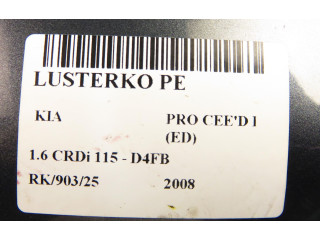 LUSTERKO PE
KIA PRO CEE'D I
(ED)
1.6 CRDi 115 - D4FB
RK/903/25 2008